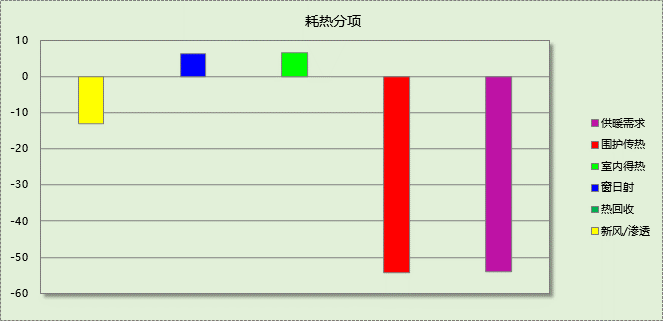 耗热分项
10
0
-10
-20
-30
-40
-50
-60
供暖需求
围护传热
室内得热
窗日射
热回收
新风/渗透